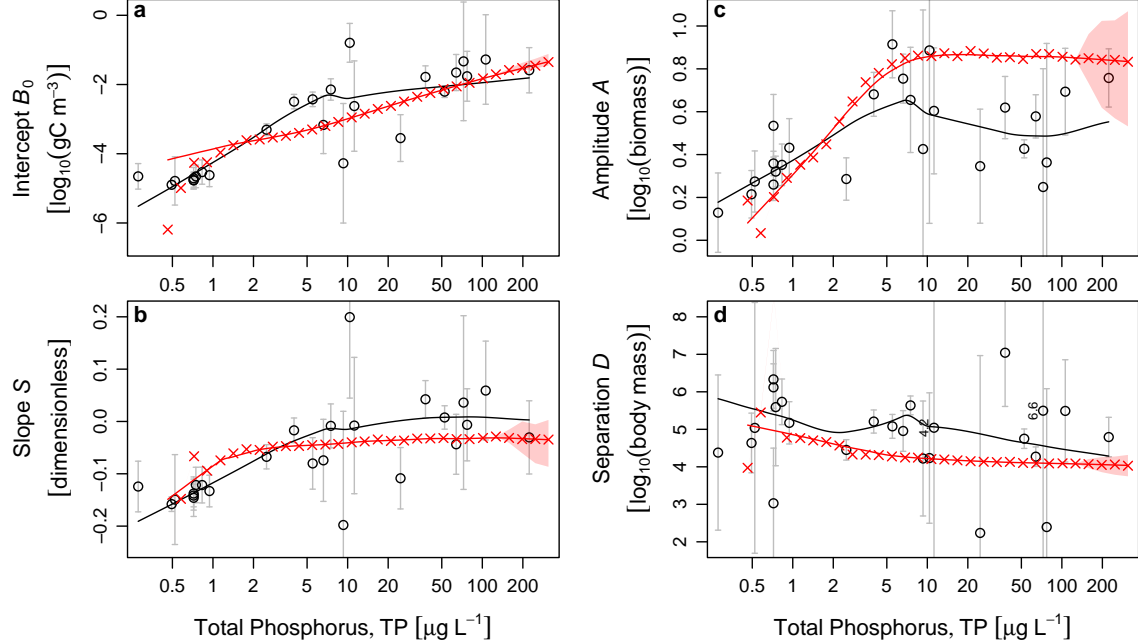 a
0
−2
−4
−6
Intercept B0
[log10(gC m−3)]
0.5 1 2 5 10 20 50 100 200
c
1.0
0.8
0.6
0.4
0.2
0.0
Amplitude A
[log10(biomass)]
0.5 1 2 5 10 20 50 100 200
b
0.2
0.1
0.0
−0.1
−0.2
Slope S
[dimensionless]
0.5 1 2 5 10 20 50 100 200
Total Phosphorus, TP [μg L−1]
d
8
7
6
5
4
3
2
Separation D
[log10(body mass)]
4.2
6.6
0.5 1 2 5 10 20 50 100 200
Total Phosphorus, TP [μg L−1]